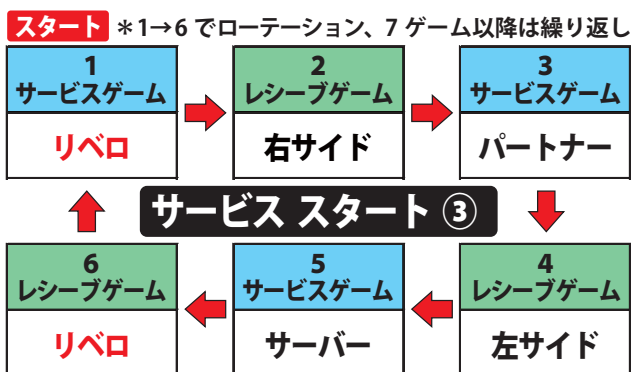 スタート ＊1→6 でローテーション、7 ゲーム以降は繰り返し
1
サービスゲーム
リベロ
2
レシーブゲーム
右サイド
3
サービスゲーム
パートナー
サービス スタート ③
6
レシーブゲーム
リベロ
5
サービスゲーム
サーバー
4
レシーブゲーム
左サイド